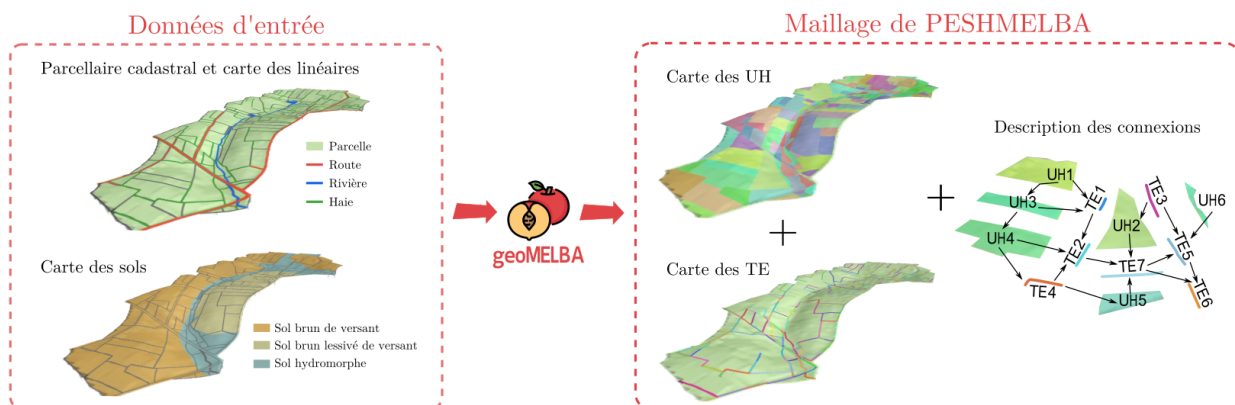 Données d'entrée
Parcellaire cadastral et carte des linéaires
Parcelle
Route
Rivière
Haie
Carte des sols
Sol brun de versant
Sol brun lessivé de versant
Sol hydromorphe
geoMELBA
Maillage de PESHMELBA
Carte des UH
+
Carte des TE
+
Description des connexions
UH1
TE1
TE3
UH6
UH3
UH2
UH4
TE2
TE5
TE7
TE4
UH5
TE6